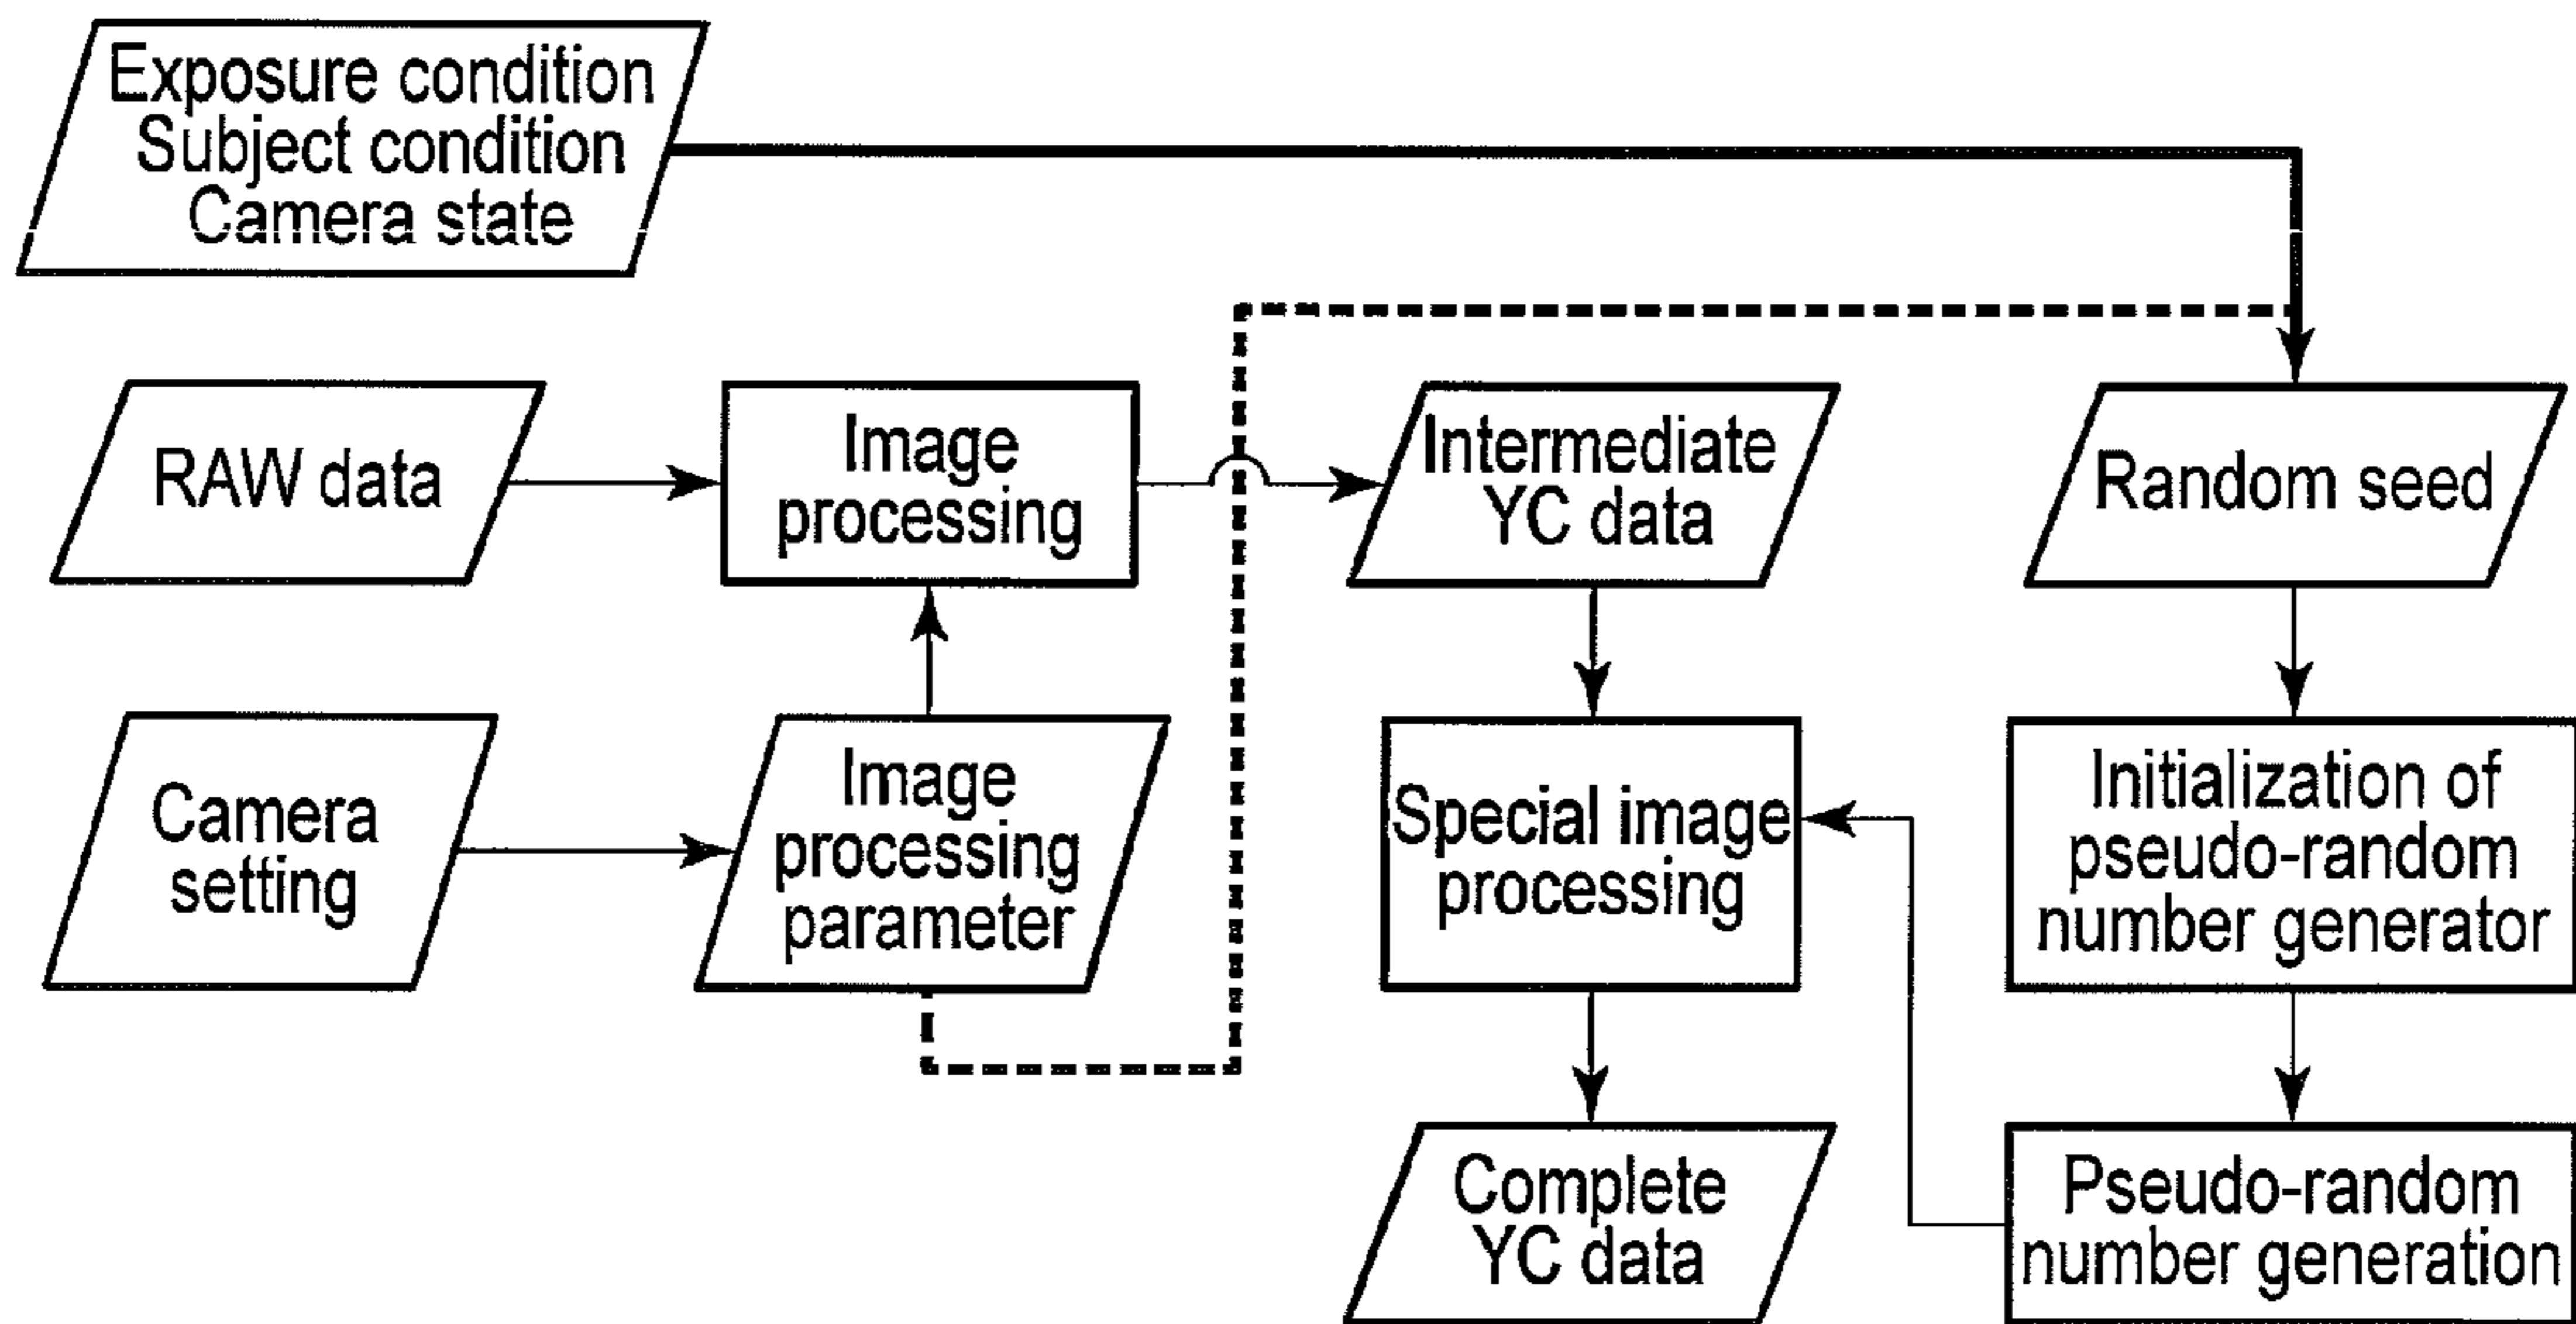 Exposure condition
Subject condition
Camera state
RAW data
Image
processing
Intermediate
YC data
Random seed
Camera
setting
Image
processing
parameter
Special image
processing
Initialization of
pseudo-random
number generator
Complete
YC data
Pseudo-random
number generation